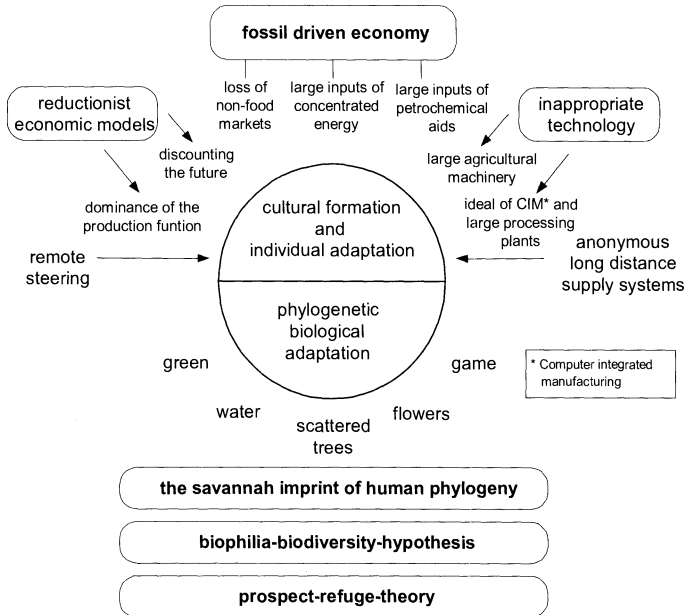 fossil driven economy
loss of
non-food
markets
large inputs of
concentrated
energy
large inputs of
petrochemical
aids
reductionist
economic models
inappropriate
technology
discounting
the future
large agricultural
machinery
dominance of the
production funtion
cultural formation
and
individual adaptation
ideal of CIM* and
large processing
plants
remote
steering
anonymous
long distance
supply systems
phylogenetic
biological
adaptation
green
game
* Computer integrated
manufacturing
water
scattered
trees
flowers
the savannah imprint of human phylogeny
biophilia-biodiversity-hypothesis
prospect-refuge-theory